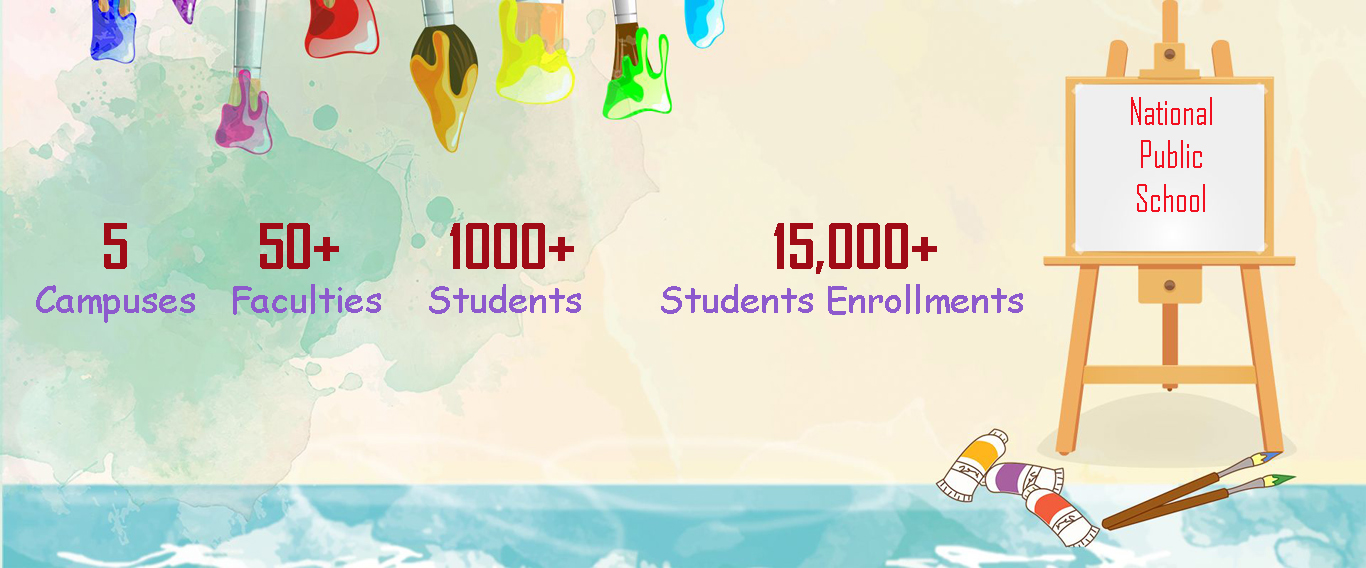 National
Public
School
5 50+ 1000+ 15,000+
Campuses Faculties Students Students Enrollments